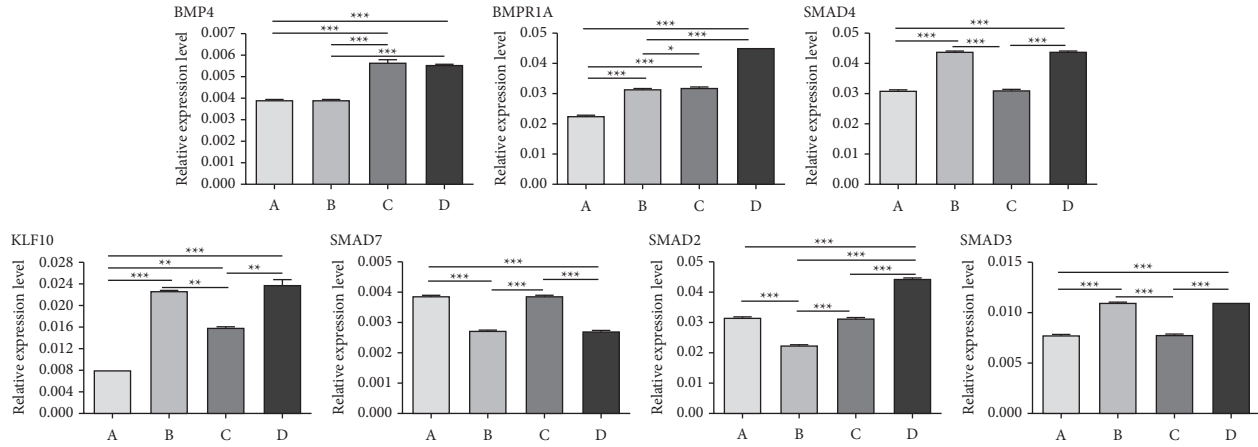 BMP4
***
***
***
***
Relative expression level
0.007
0.006
0.005
0.004
0.003
0.002
0.001
0.000
A B C D
BMPR1A
***
***
*
***
***
Relative expression level
0.05
0.04
0.03
0.02
0.01
0.00
A B C D
SMAD4
***
*** *** ***
Relative expression level
0.05
0.04
0.03
0.02
0.01
0.00
A B C D
KLF10
***
**
*** **
**
Relative expression level
0.028
0.024
0.020
0.016
0.012
0.008
0.004
0.000
A B C D
SMAD7
***
*** *** ***
Relative expression level
0.005
0.004
0.003
0.002
0.001
0.000
A B C D
SMAD2
***
***
***
***
***
Relative expression level
0.05
0.04
0.03
0.02
0.01
0.00
A B C D
SMAD3
***
*** *** ***
Relative expression level
0.015
0.010
0.005
0.000
A B C D